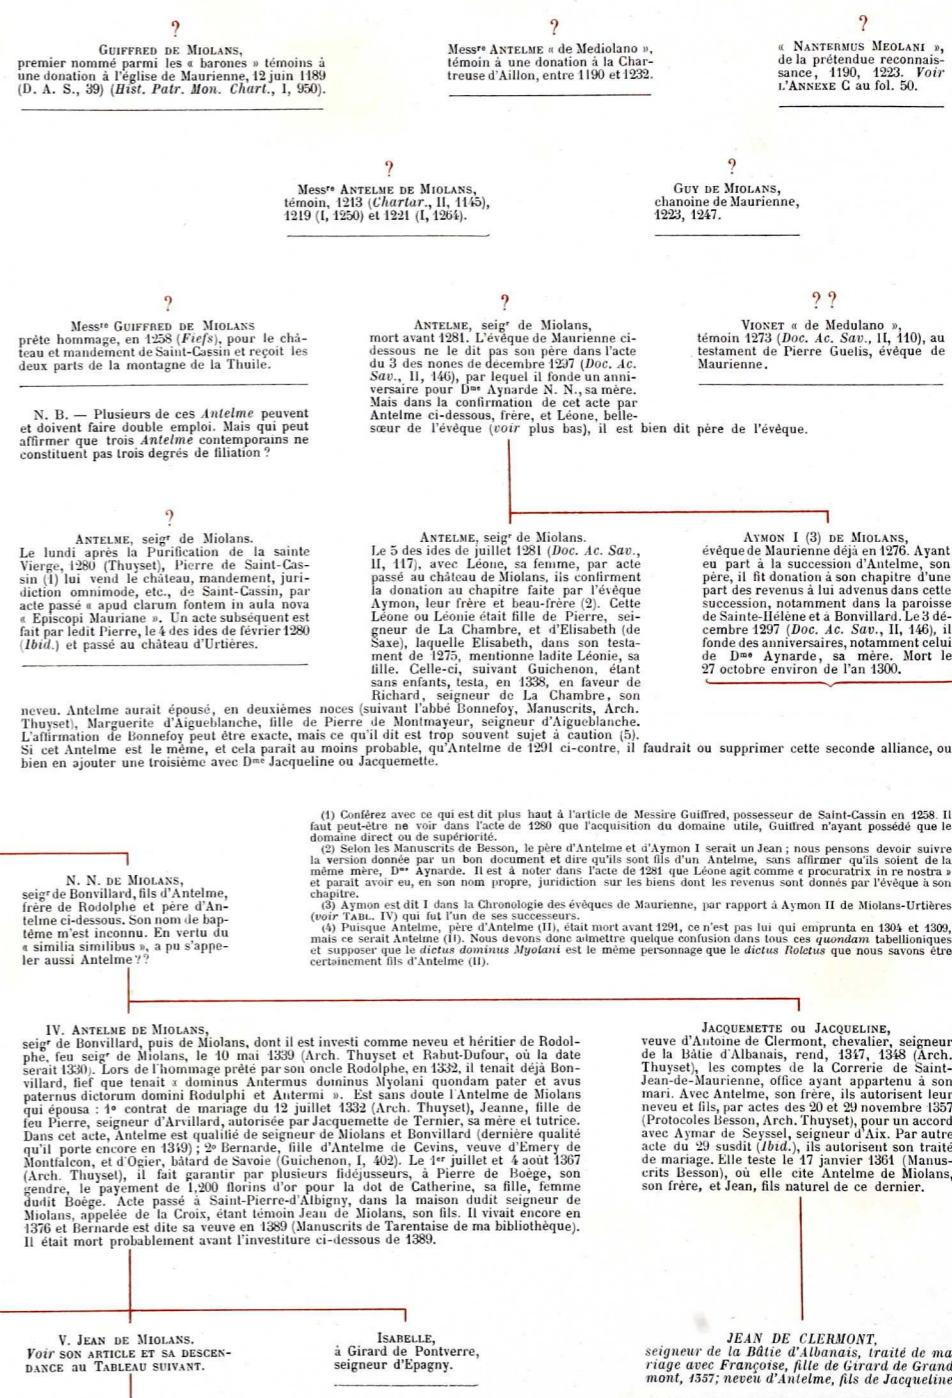 ?
GUIFFRED DE MIOLANS,
premier nommé parmi les « barones » témoins à
une donation à l'église de Maurienne, 12 juin 1189
(D. A. S., 39) (Hist. Patr. Mon. Chart., I, 950).
?
Messre ANTELME « de Mediolano »,
témoin à une donation à la Char-
treuse d'Aillon, entre 1190 et 1232.
?
« NANTERMUS MEOLANI »,
de la prétendue reconnais-
sance, 1190, 1223. Voir
L'ANNEXE C au fol. 50.
?
Messre ANTELME DE MIOLANS,
témoin, 1213 (Chartar., II, 1145),
1219 (I, 1250) et 1221 (I, 1264).
?
GUY DE MIOLANS,
chanoine de Maurienne,
1223, 1247.
?
Messre GUIFFRED DE MIOLANS
prête hommage, en 1258 (Fiefs), pour le châ-
teau et mandement de Saint-Cassin et reçoit les
deux parts de la montagne de la Thuile.
N. B. — Plusieurs de ces Antelme peuvent
et doivent faire double emploi. Mais qui peut
affirmer que trois Antelme contemporains ne
constituent pas trois degrés de filiation ?
?
ANTELME, seigr de Miolans,
mort avant 1281. L'évêque de Maurienne ci-
dessous ne le dit pas son père dans l'acte
du 3 des nones de décembre 1297 (Doc. Ac.
Sav., II, 146), par lequel il fonde un anni-
versaire pour Dme Aynarde N. N., sa mère.
Mais dans la confirmation de cet acte par
Antelme ci-dessous, frère, et Léone, belle-
sœur de l'évêque (voir plus bas), il est bien dit père de l'évêque.
? ?
VIONET « de Medulano »,
témoin 1273 (Doc. Ac. Sav., II, 110), au
testament de Pierre Guelis, évêque de
Maurienne.
?
ANTELME, seigr de Miolans.
Le lundi après la Purification de la sainte
Vierge, 1280 (Thuyset), Pierre de Saint-Cas-
sin (1) lui vend le château, mandement, juri-
diction omnimode, etc., de Saint-Cassin, par
acte passé « apud clarum fontem in aula nova
« Episcopi Mauriane ». Un acte subséquent est
fait par ledit Pierre, le 4 des ides de février 1280
(Ibid.) et passé au château d'Urtières.
ANTELME, seigr de Miolans.
Le 5 des ides de juillet 1281 (Doc. Ac. Sav.,
II, 117), avec Léone, sa femme, par acte
passé au château de Miolans, ils confirment
la donation au chapitre faite par l'évêque
Aymon, leur frère et beau-frère (2). Cette
Léone ou Léonie était fille de Pierre, sei-
gneur de La Chambre, et d'Elisabeth (de
Saxe), laquelle Elisabeth, dans son testa-
ment de 1275, mentionne ladite Léonie, sa
fille. Celle-ci, suivant Guichenon, étant
sans enfants, testa, en 1338, en faveur de
Richard, seigneur de La Chambre, son
neveu. Antelme aurait épousé, en deuxièmes noces (suivant l'abbé Bonnefoy, Manuscrits, Arch.
Thuyset), Marguerite d'Aigueblanche, fille de Pierre de Montmayeur, seigneur d'Aigueblanche.
L'affirmation de Bonnefoy peut être exacte, mais ce qu'il dit est trop souvent sujet à caution (5).
Si cet Antelme est le même, et cela parait au moins probable, qu'Antelme de 1291 ci-contre, il faudrait ou supprimer cette seconde alliance, ou
bien en ajouter une troisième avec Dme Jacqueline ou Jacquemette.
AYMON I (3) DE MIOLANS,
évêque de Maurienne déjà en 1276. Ayant
eu part à la succession d'Antelme, son
père, il fit donation à son chapitre d'une
part des revenus à lui advenus dans cette
succession, notamment dans la paroisse
de Sainte-Hélène et à Bonvillard. Le 3 dé-
cembre 1297 (Doc. Ac. Sav., II, 146), il
fonde des anniversaires, notamment celui
de Dme Aynarde, sa mère. Mort le
27 octobre environ de l'an 1300.
(1) Conférez avec ce qui est dit plus haut à l'article de Messire Guiffred, possesseur de Saint-Cassin en 1258. Il
faut peut-être ne voir dans l'acte de 1280 que l'acquisition du domaine utile, Guiffred n'ayant possédé que le
domaine direct ou de supériorité.
(2) Selon les Manuscrits de Besson, le père d'Antelme et d'Aymon I serait un Jean ; nous pensons devoir suivre
la version donnée par un bon document et dire qu'ils sont fils d'un Antelme, sans affirmer qu'ils soient de la
même mère, Dme Aynarde. Il est à noter dans l'acte de 1281 que Léone agit comme « procuratrix in re nostra »
et parait avoir eu, en son nom propre, juridiction sur les biens dont les revenus sont donnés par l'évêque à son
chapitre.
(3) Aymon est dit I dans la Chronologie des évêques de Maurienne, par rapport à Aymon II de Miolans-Urtières
(voir TABL. IV) qui fut l'un de ses successeurs.
(4) Puisque Antelme, père d'Antelme (II), était mort avant 1291, ce n'est pas lui qui emprunta en 1304 et 1309,
mais ce serait Antelme (II). Nous devons donc admettre quelque confusion dans tous ces quondam tabellioniques
et supposer que le dictus dominus Myolani est le même personnage que le dictus Roletus que nous savons être
certainement fils d'Antelme (II).
N. N. DE MIOLANS,
seigr de Bonvillard, fils d'Antelme,
frère de Rodolphe et père d'An-
telme ci-dessous. Son nom de bap-
tême m'est inconnu. En vertu du
« similia similibus », a pu s'appe-
ler aussi Antelme ??
IV. ANTELME DE MIOLANS,
seigr de Bonvillard, puis de Miolans, dont il est investi comme neveu et héritier de Rodol-
phe, feu seigr de Miolans, le 10 mai 1339 (Arch. Thuyset et Rabut-Dufour, où la date
serait 1330). Lors de l'hommage prêté par son oncle Rodolphe, en 1332, il tenait déjà Bon-
villard, fief que tenait « dominus Antermus dominus Myolani quondam pater et avus
paternus dictorum domini Rodulphi et Antermi ». Est sans doute l'Antelme de Miolans
qui épousa : 1° contrat de mariage du 12 juillet 1332 (Arch. Thuyset), Jeanne, fille de
feu Pierre, seigneur d'Arvillard, autorisée par Jacquemette de Ternier, sa mère et tutrice.
Dans cet acte, Antelme est qualifié de seigneur de Miolans et Bonvillard (dernière qualité
qu'il porte encore en 1349) ; 2° Bernarde, fille d'Antelme de Cevins, veuve d'Emery de
Montfalcon, et d'Ogier, bâtard de Savoie (Guichenon, I, 402). Le 1er juillet et 4 août 1367
(Arch. Thuyset), il fait garantir par plusieurs fidéjusseurs, à Pierre de Boège, son
gendre, le payement de 1,200 florins d'or pour la dot de Catherine, sa fille, femme
dudit Boège. Acte passé à Saint-Pierre-d'Albigny, dans la maison dudit seigneur de
Miolans, appelée de la Croix, étant témoin Jean de Miolans, son fils. Il vivait encore en
1376 et Bernarde est dite sa veuve en 1389 (Manuscrits de Tarentaise de ma bibliothèque).
Il était mort probablement avant l'investiture ci-dessous de 1389.
JACQUEMETTE OU JACQUELINE,
veuve d'Antoine de Clermont, chevalier, seigneur
de la Bâtie d'Albanais, rend, 1347, 1348 (Arch.
Thuyset), les comptes de la Correrie de Saint-
Jean-de-Maurienne, office ayant appartenu à son
mari. Avec Antelme, son frère, ils autorisent leur
neveu et fils, par actes des 20 et 29 novembre 1357
(Protocoles Besson, Arch. Thuyset), pour un accord
avec Aymar de Seyssel, seigneur d'Aix. Par autre
acte du 29 susdit (Ibid.), ils autorisent son traité
de mariage. Elle teste le 17 janvier 1361 (Manus-
crits Besson), où elle cite Antelme de Miolans,
son frère, et Jean, fils naturel de ce dernier.
V. JEAN DE MIOLANS.
Voir SON ARTICLE ET SA DESCEN-
DANCE au TABLEAU SUIVANT.
ISABELLE,
à Girard de Pontverre,
seigneur d'Epagny.
JEAN DE CLERMONT,
seigneur de la Bâtie d'Albanais, traité de ma
riage avec Françoise, fille de Girard de Grand
mont, 1357; neveu d'Antelme, fils de Jacqueline